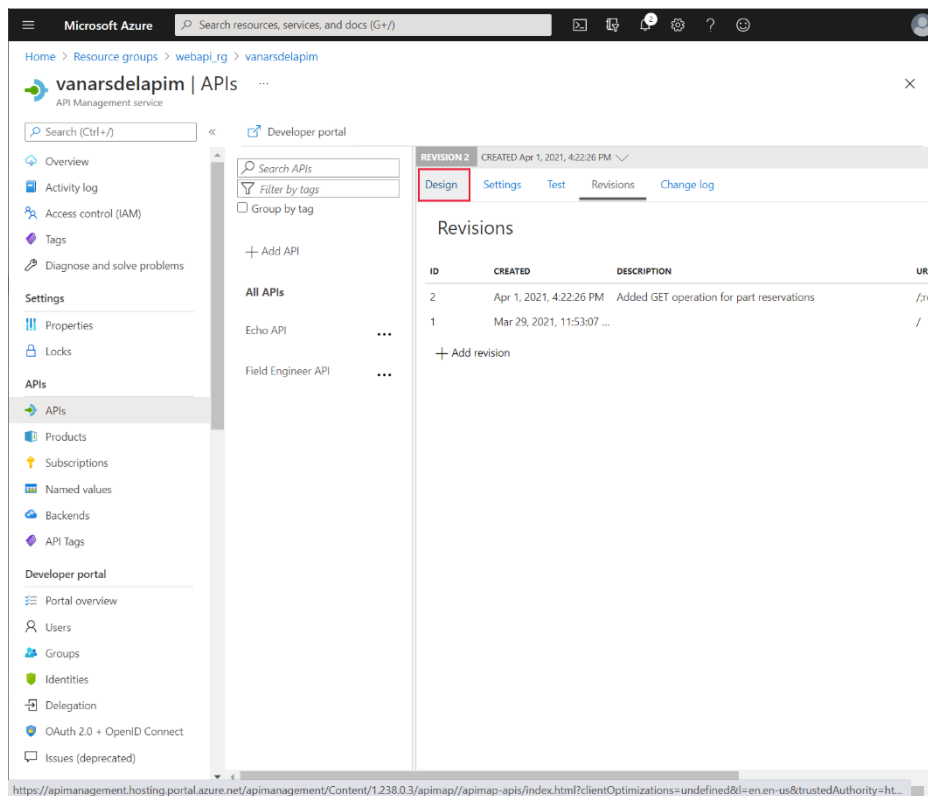 Microsoft Azure
Search resources, services, and docs (G+/)
2
Home > Resource groups > webapi_rg > vanarsdelapim
vanarsdelapim | APIs ...
API Management service
Search (Ctrl+/)
«
Overview
Activity log
Access control (IAM)
Tags
Diagnose and solve problems
Settings
Properties
Locks
APIs
APIs
Products
Subscriptions
Named values
Backends
API Tags
Developer portal
Portal overview
Users
Groups
Identities
Delegation
OAuth 2.0 + OpenID Connect
Issues (deprecated)
Developer portal
Search APIs
Filter by tags
Group by tag
+ Add API
All APIs
Echo API ...
Field Engineer API ...
REVISION 2 CREATED Apr 1, 2021, 4:22:26 PM
Design Settings Test Revisions Change log
Revisions
ID CREATED DESCRIPTION UR
2 Apr 1, 2021, 4:22:26 PM Added GET operation for part reservations /;r
1 Mar 29, 2021, 11:53:07 ... /
+ Add revision
https://apimanagement.hosting.portal.azure.net/apimanagement/Content/1.238.0.3/apimap//apimap-apis/index.html?clientOptimizations=undefined&l=en.en-us&trustedAuthority=ht...